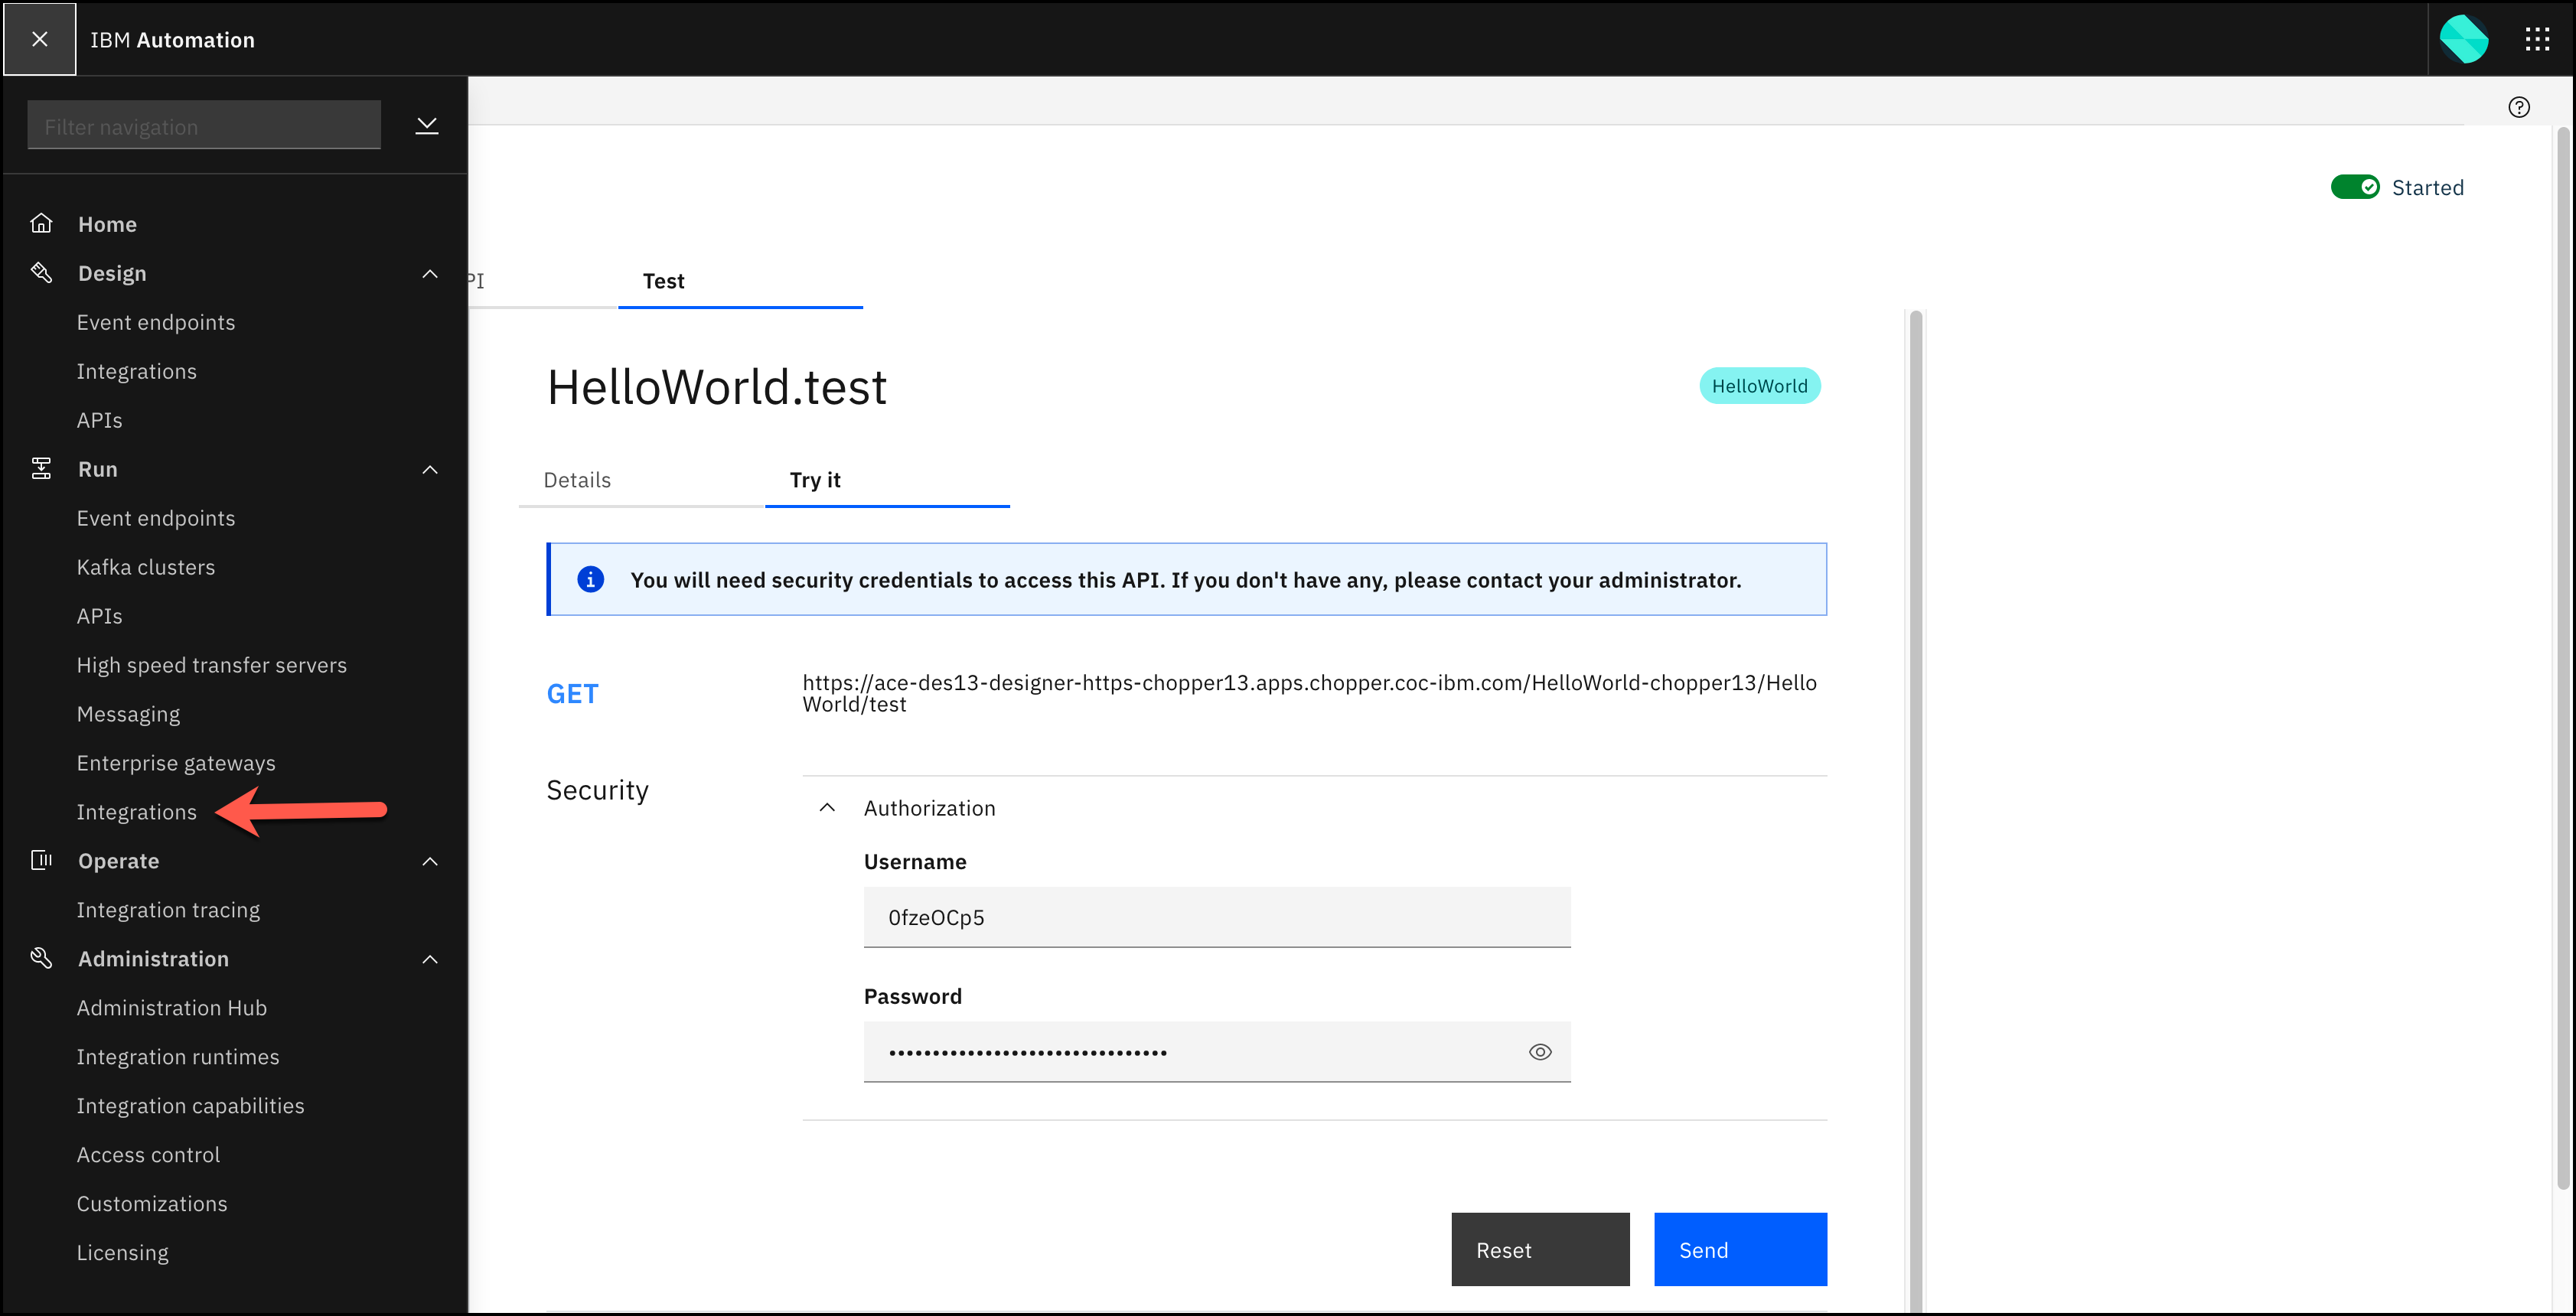 IBM Automation
Filter navigation
Home
Design
Event endpoints
Integrations
APIs
Run
Event endpoints
Kafka clusters
APIs
High speed transfer servers
Messaging
Enterprise gateways
Integrations
Operate
Integration tracing
Administration
Administration Hub
Integration runtimes
Integration capabilities
Access control
Customizations
Licensing
Started
PI
Test
HelloWorld.test
HelloWorld
Details
Try it
You will need security credentials to access this API. If you don't have any, please contact your administrator.
GET
https://ace-des13-designer-https-chopper13.apps.chopper.coc-ibm.com/HelloWorld-chopper13/Hello
World/test
Security
Authorization
Username
0fzeOCp5
Password
••••••••••••••••••••••••••••••••
Reset
Send